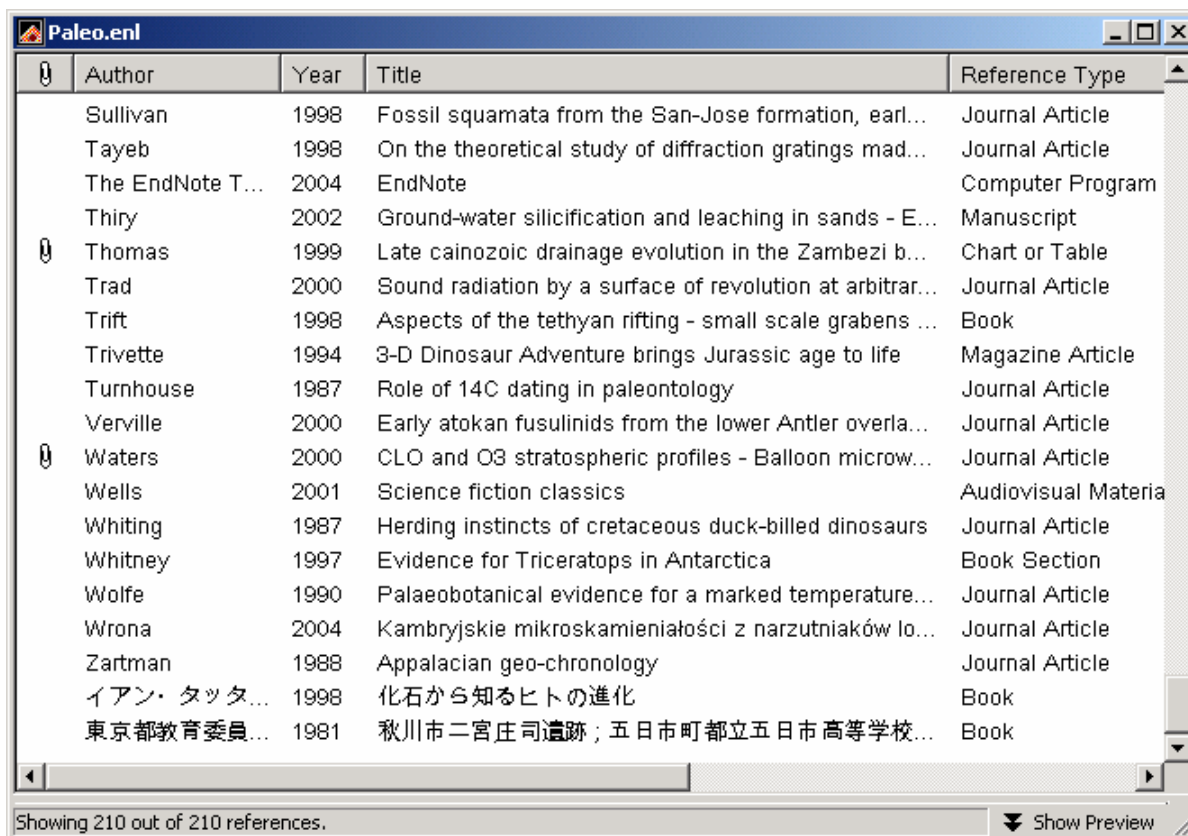 Paleo.enl
Author Year Title Reference Type
Sullivan 1998 Fossil squamata from the San-Jose formation, earl... Journal Article
Tayeb 1998 On the theoretical study of diffraction gratings mad... Journal Article
The EndNote T... 2004 EndNote Computer Program
Thiry 2002 Ground-water silicification and leaching in sands - E... Manuscript
Thomas 1999 Late cainozoic drainage evolution in the Zambezi b... Chart or Table
Trad 2000 Sound radiation by a surface of revolution at arbitrar... Journal Article
Trift 1998 Aspects of the tethyan rifting - small scale grabens ... Book
Trivette 1994 3-D Dinosaur Adventure brings Jurassic age to life Magazine Article
Turnhouse 1987 Role of 14C dating in paleontology Journal Article
Verville 2000 Early atokan fusulinids from the lower Antler overla... Journal Article
Waters 2000 CLO and O3 stratospheric profiles - Balloon microw... Journal Article
Wells 2001 Science fiction classics Audiovisual Materia
Whiting 1987 Herding instincts of cretaceous duck-billed dinosaurs Journal Article
Whitney 1997 Evidence for Triceratops in Antarctica Book Section
Wolfe 1990 Palaeobotanical evidence for a marked temperature... Journal Article
Wrona 2004 Kambryjskie mikroskamieniałości z narzutniaków lo... Journal Article
Zartman 1988 Appalacian geo-chronology Journal Article
イアン・タッタ... 1998 化石から知るヒトの進化 Book
東京都教育委員... 1981 秋川市二宮庄司遺跡 ; 五日市町都立五日市高等学校... Book
Showing 210 out of 210 references. Show Preview